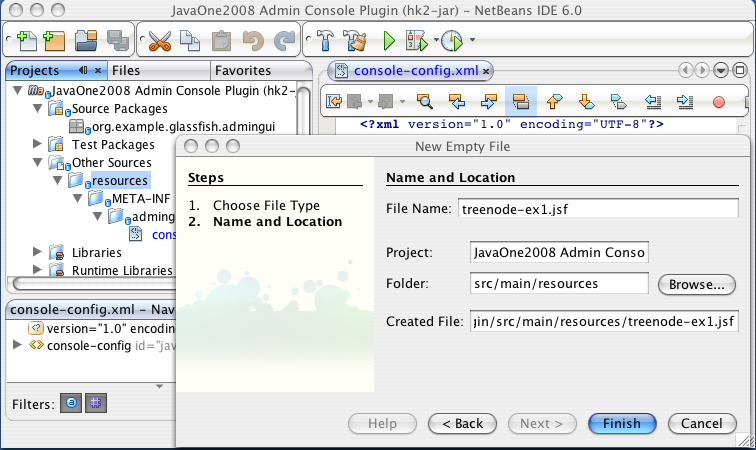 JavaOne2008 Admin Console Plugin (hk2-jar) – NetBeans IDE 6.0
Projects
Files
Favorites
console-config.xml
JavaOne2008 Admin Console Plugin (hk2-
Source Packages
org.example.glassfish.admingui
Test Packages
Other Sources
resources
META-INF
adming
cons
Libraries
Runtime Libraries
<?xml version="1.0" encoding="UTF-8"?>
console-config.xml – Nav
version="1.0" encodin
console-config id="jav
Filters:
New Empty File
Steps
1. Choose File Type
2. Name and Location
Name and Location
File Name: treenode-ex1.jsf
Project: JavaOne2008 Admin Conso
Folder: src/main/resources
Browse...
Created File: gin/src/main/resources/treenode-ex1.jsf
Help
< Back
Next >
Finish
Cancel